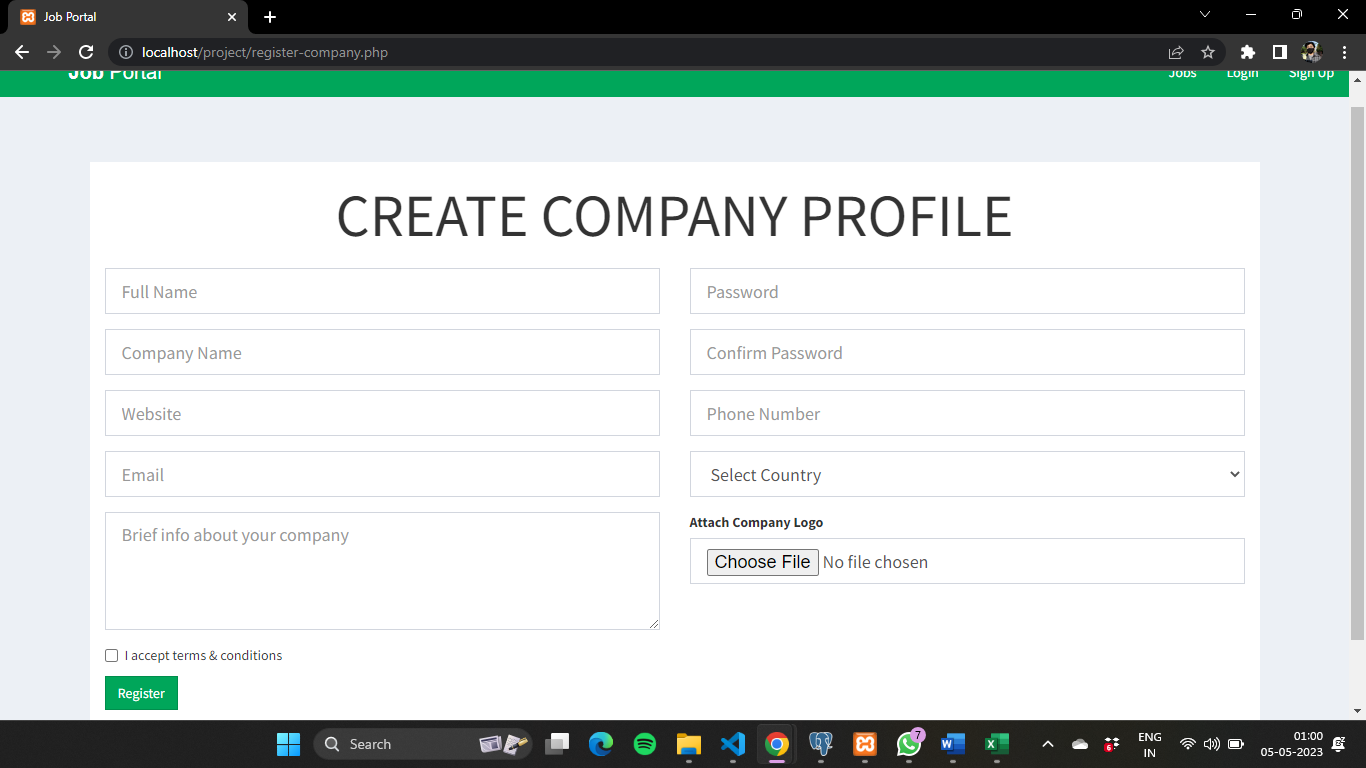 Job Portal
localhost/project/register-company.php
Job Portal
Jobs Login Sign Up
CREATE COMPANY PROFILE
Full Name
Password
Company Name
Confirm Password
Website
Phone Number
Email
Select Country
Brief info about your company
Attach Company Logo
Choose File No file chosen
I accept terms & conditions
Register
Search
7
6
ENG
IN
01:00
05-05-2023